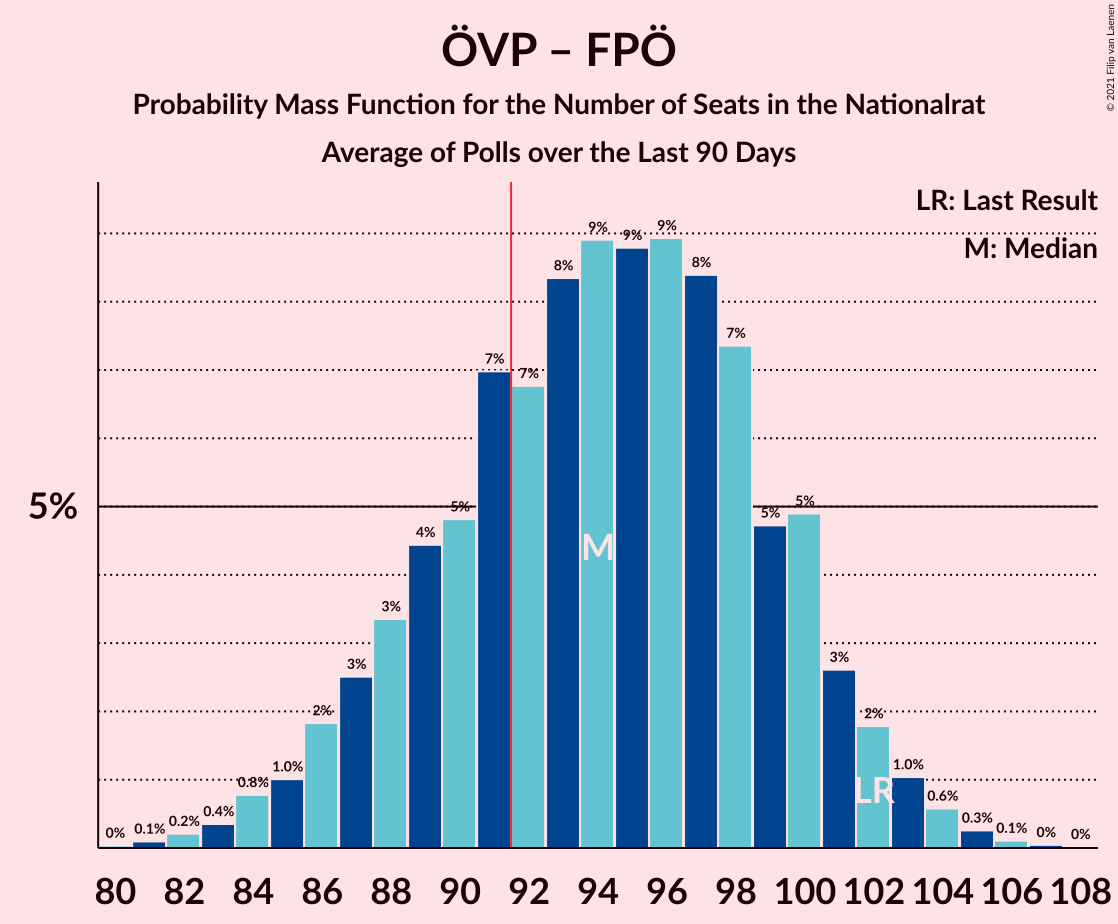 ÖVP – FPÖ
Probability Mass Function for the Number of Seats in the Nationalrat
Average of Polls over the Last 90 Days
© 2021 Filip van Laenen
LR: Last Result
M: Median
5%
0% 0.1% 0.2% 0.4% 0.8% 1.0% 2% 3% 3% 4% 5% 7% 7% 8% 9% 9% 9% 8% 7% 5% 5% 3% 2% 1.0% 0.6% 0.3% 0.1% 0% 0%
M
LR
80 82 84 86 88 90 92 94 96 98 100 102 104 106 108